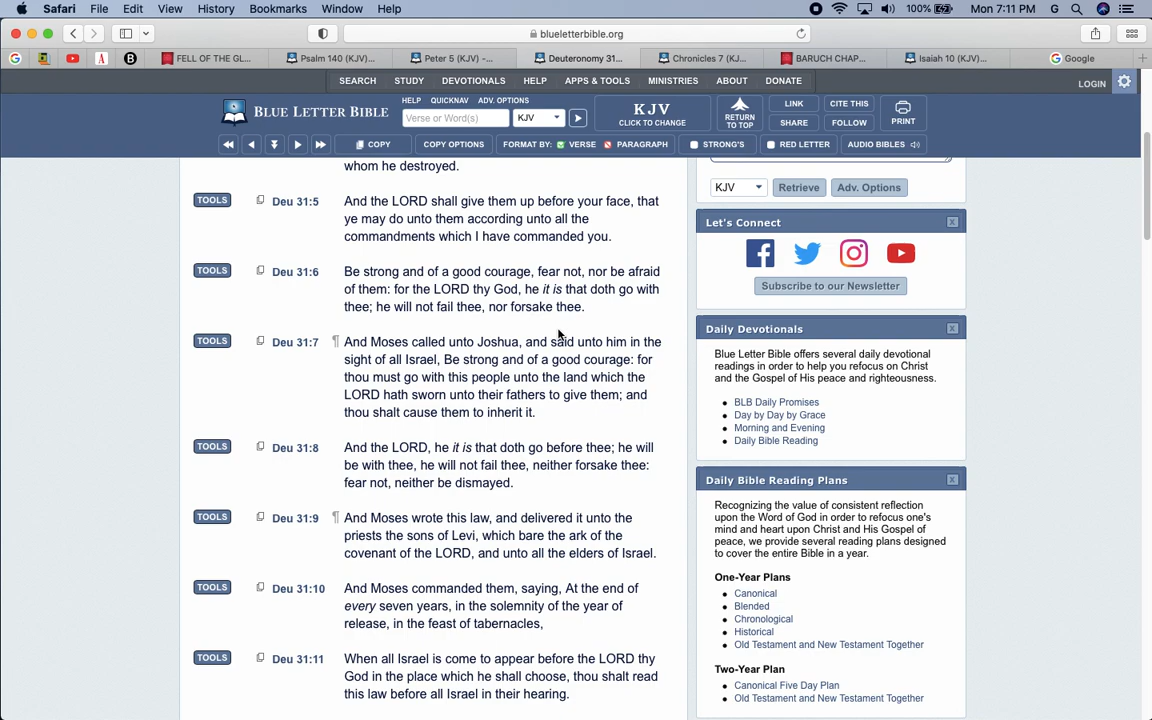 Safari File Edit View History Bookmarks Window Help 100% Mon 7:11 PM G
blueletterbible.org
FELL OF THE GL... Psalm 140 (KJV)... Peter 5 (KJV) -... Deuteronomy 31... Chronicles 7 (KJ... BARUCH CHAP... Isaiah 10 (KJV)... Google
SEARCH STUDY DEVOTIONALS HELP APPS & TOOLS MINISTRIES ABOUT DONATE LOGIN
BLUE LETTER BIBLE
HELP QUICKNAV ADV. OPTIONS
Verse or Word(s) KJV
KJV
CLICK TO CHANGE
RETURN
TO TOP
LINK CITE THIS
SHARE FOLLOW
PRINT
COPY COPY OPTIONS FORMAT BY: VERSE PARAGRAPH STRONG'S RED LETTER AUDIO BIBLES
whom he destroyed.
TOOLS Deu 31:5 And the LORD shall give them up before your face, that
ye may do unto them according unto all the
commandments which I have commanded you.
TOOLS Deu 31:6 Be strong and of a good courage, fear not, nor be afraid
of them: for the LORD thy God, he it is that doth go with
thee; he will not fail thee, nor forsake thee.
TOOLS Deu 31:7 ¶ And Moses called unto Joshua, and said unto him in the
sight of all Israel, Be strong and of a good courage: for
thou must go with this people unto the land which the
LORD hath sworn unto their fathers to give them; and
thou shalt cause them to inherit it.
TOOLS Deu 31:8 And the LORD, he it is that doth go before thee; he will
be with thee, he will not fail thee, neither forsake thee:
fear not, neither be dismayed.
TOOLS Deu 31:9 ¶ And Moses wrote this law, and delivered it unto the
priests the sons of Levi, which bare the ark of the
covenant of the LORD, and unto all the elders of Israel.
TOOLS Deu 31:10 And Moses commanded them, saying, At the end of
every seven years, in the solemnity of the year of
release, in the feast of tabernacles,
TOOLS Deu 31:11 When all Israel is come to appear before the LORD thy
God in the place which he shall choose, thou shalt read
this law before all Israel in their hearing.
KJV Retrieve Adv. Options
Let's Connect
Subscribe to our Newsletter
Daily Devotionals
Blue Letter Bible offers several daily devotional
readings in order to help you refocus on Christ
and the Gospel of His peace and righteousness.
BLB Daily Promises
Day by Day by Grace
Morning and Evening
Daily Bible Reading
Daily Bible Reading Plans
Recognizing the value of consistent reflection
upon the Word of God in order to refocus one's
mind and heart upon Christ and His Gospel of
peace, we provide several reading plans designed
to cover the entire Bible in a year.
One-Year Plans
Canonical
Blended
Chronological
Historical
Old Testament and New Testament Together
Two-Year Plan
Canonical Five Day Plan
Old Testament and New Testament Together